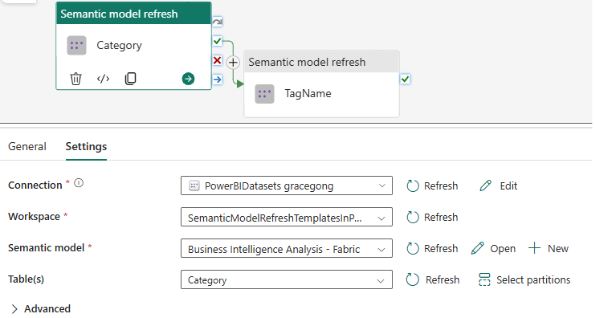 Semantic model refresh
Category
Semantic model refresh
TagName
General Settings
Connection * PowerBIDatasets gracegong Refresh Edit
Workspace * SemanticModelRefreshTemplatesInP... Refresh
Semantic model * Business Intelligence Analysis - Fabric Refresh Open New
Table(s) Category Refresh Select partitions
Advanced